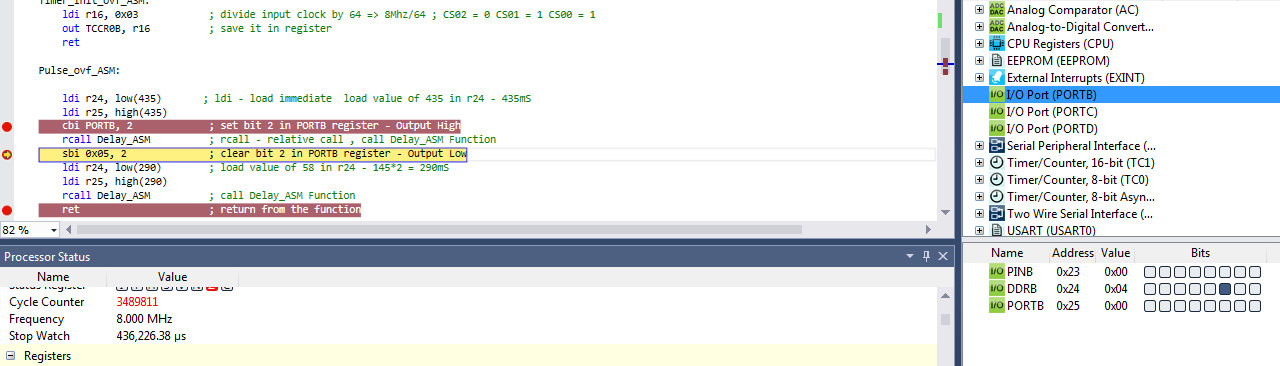 Timer_init_ovf_ASM:
ldi r16, 0x03 ; divide input clock by 64 => 8Mhz/64 ; CS02 = 0 CS01 = 1 CS00 = 1
out TCCR0B, r16 ; save it in register
ret
Pulse_ovf_ASM:
ldi r24, low(435) ; ldi - load immediate load value of 435 in r24 - 435mS
ldi r25, high(435)
cbi PORTB, 2 ; set bit 2 in PORTB register - Output High
rcall Delay_ASM ; rcall - relative call , call Delay_ASM Function
sbi 0x05, 2 ; clear bit 2 in PORTB register - Output Low
ldi r24, low(290) ; load value of 58 in r24 - 145*2 = 290mS
ldi r25, high(290)
rcall Delay_ASM ; call Delay_ASM Function
ret ; return from the function
82 %
Processor Status
Name Value
Status Register
Cycle Counter 3489811
Frequency 8.000 MHz
Stop Watch 436,226.38 µs
Registers
Analog Comparator (AC)
Analog-to-Digital Convert...
CPU Registers (CPU)
EEPROM (EEPROM)
External Interrupts (EXINT)
I/O Port (PORTB)
I/O Port (PORTC)
I/O Port (PORTD)
Serial Peripheral Interface (...
Timer/Counter, 16-bit (TC1)
Timer/Counter, 8-bit (TC0)
Timer/Counter, 8-bit Asyn...
Two Wire Serial Interface (...
USART (USART0)
Name Address Value Bits
I/O PINB 0x23 0x00
I/O DDRB 0x24 0x04
I/O PORTB 0x25 0x00